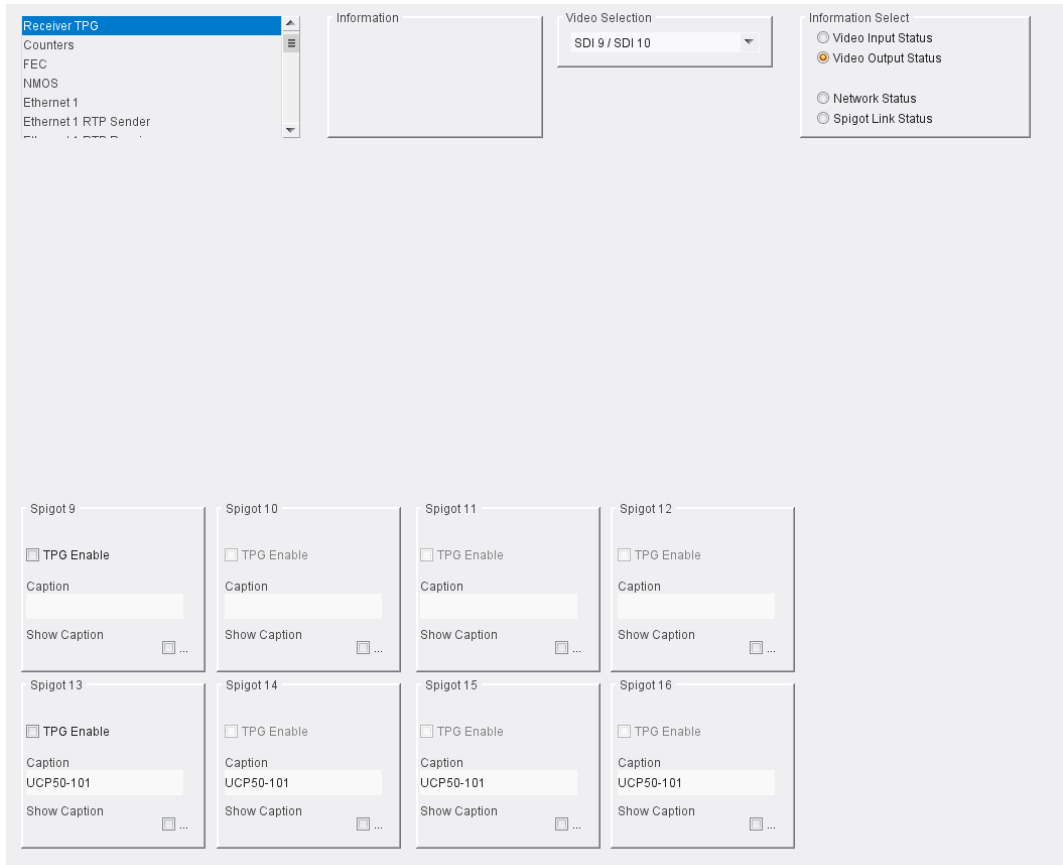 Receiver TPG
Counters
FEC
NMOS
Ethernet 1
Ethernet 1 RTP Sender
Information
Video Selection
SDI 9 / SDI 10
Information Select
Video Input Status
Video Output Status
Network Status
Spigot Link Status
Spigot 9
TPG Enable
Caption
Show Caption
...
Spigot 10
TPG Enable
Caption
Show Caption
...
Spigot 11
TPG Enable
Caption
Show Caption
...
Spigot 12
TPG Enable
Caption
Show Caption
...
Spigot 13
TPG Enable
Caption
UCP50-101
Show Caption
...
Spigot 14
TPG Enable
Caption
UCP50-101
Show Caption
...
Spigot 15
TPG Enable
Caption
UCP50-101
Show Caption
...
Spigot 16
TPG Enable
Caption
UCP50-101
Show Caption
...